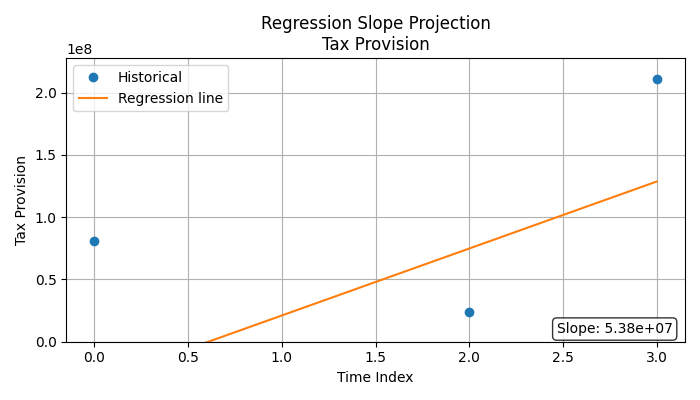 Regression Slope Projection
Tax Provision
1e8
Historical
Regression line
2.0
1.5
1.0
0.5
0.0
Tax Provision
Slope: 5.38e+07
0.0 0.5 1.0 1.5 2.0 2.5 3.0
Time Index